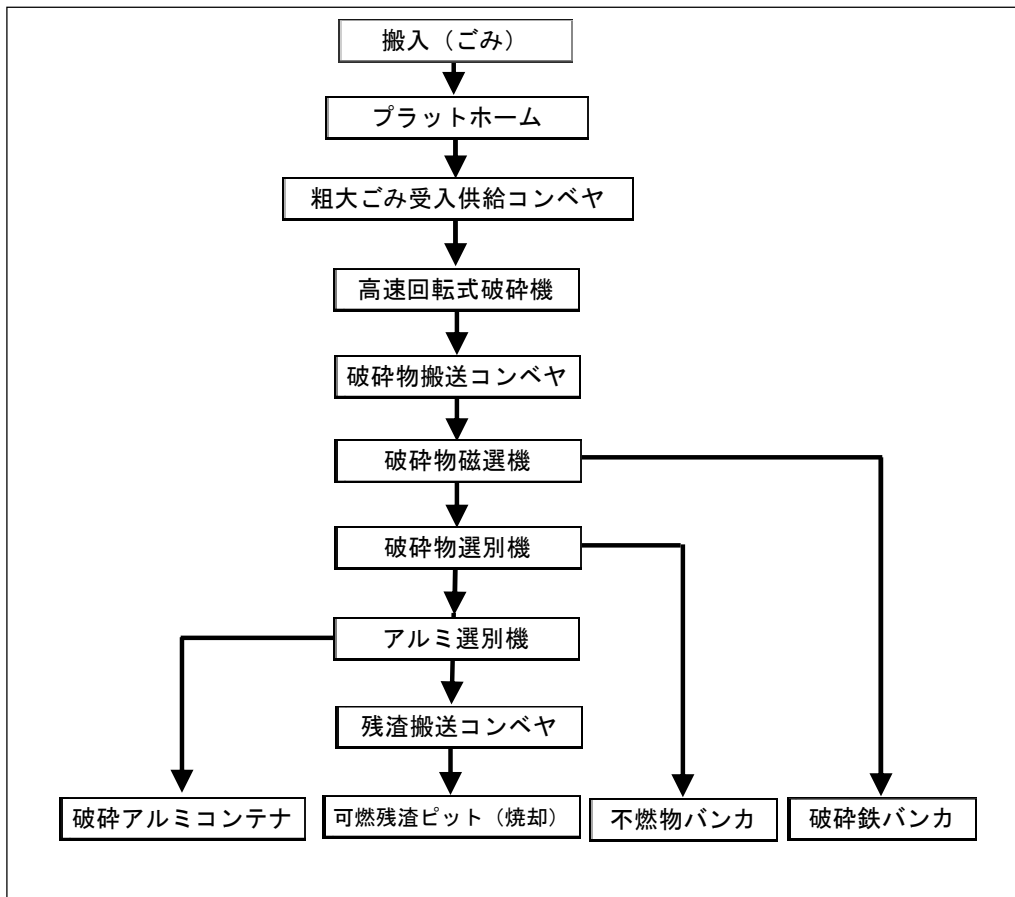 搬入（ごみ）
プラットホーム
粗大ごみ受入供給コンベヤ
高速回転式破砕機
破砕物搬送コンベヤ
破砕物磁選機
破砕物選別機
アルミ選別機
残渣搬送コンベヤ
破砕アルミコンテナ
可燃残渣ピット（焼却）
不燃物バンカ
破砕鉄バンカ